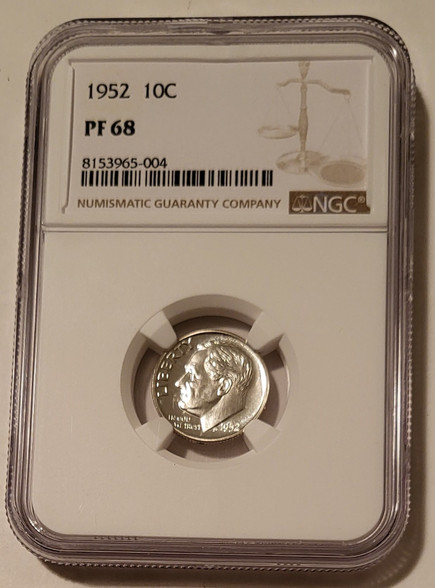 1952 10C
PF 68
8153965-004
NUMISMATIC GUARANTY COMPANY
NGC®
LIBERTY
IN GOD
WE TRUST
1952